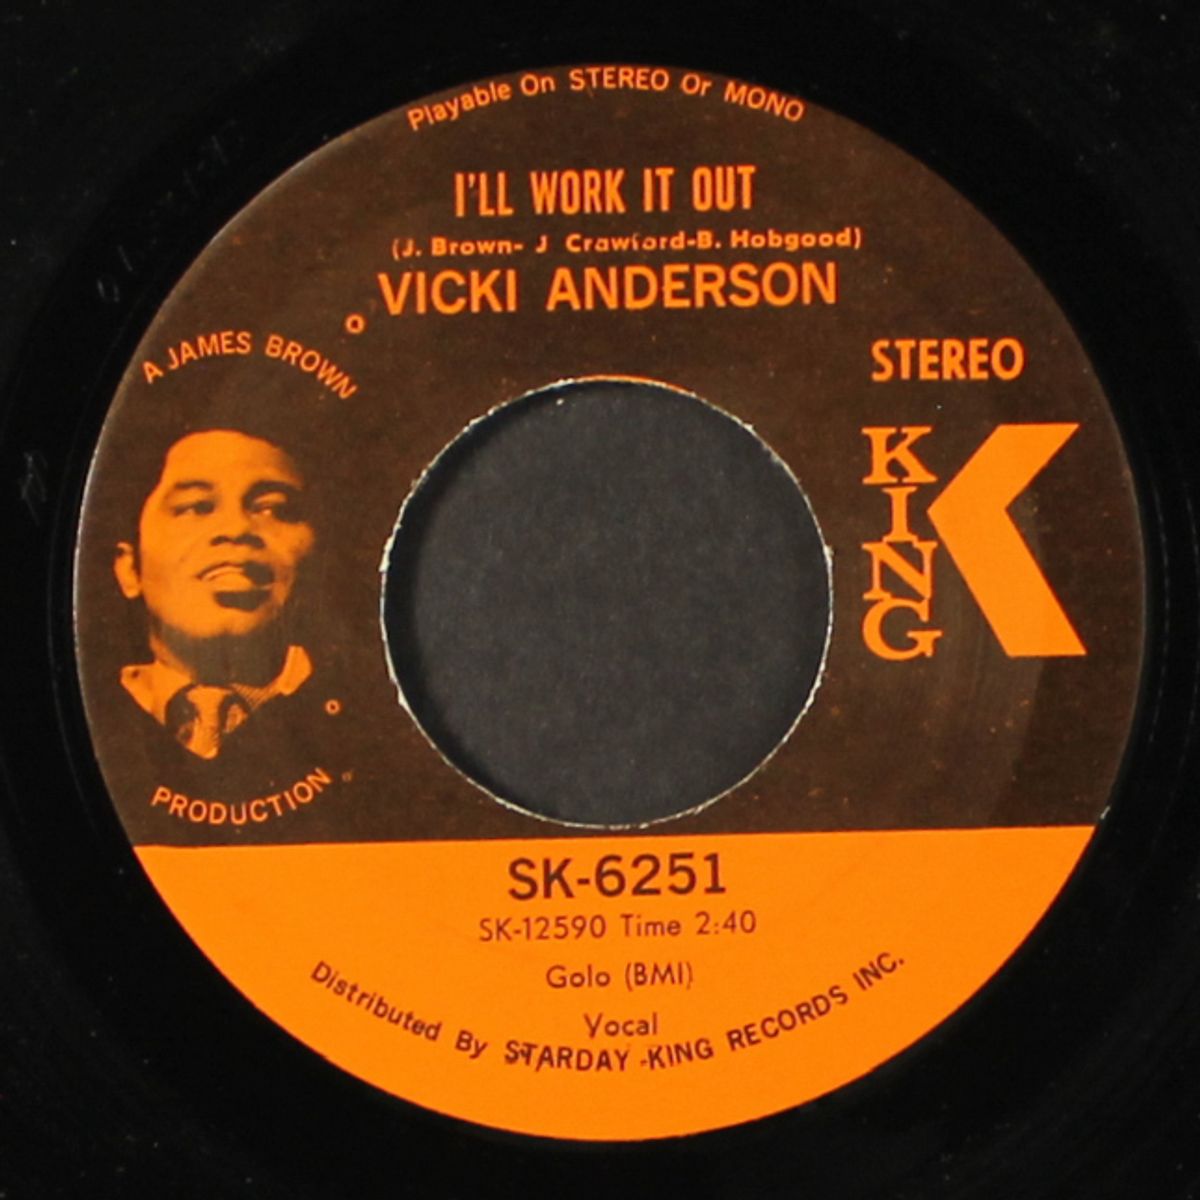 Playable On STEREO Or MONO
I'LL WORK IT OUT
(J. Brown- J Crawford-B. Hobgood)
VICKI ANDERSON
A JAMES BROWN
PRODUCTION
STEREO
KING
K
SK-6251
SK-12590 Time 2:40
Golo (BMI)
Vocal
Distributed By STARDAY-KING RECORDS INC.